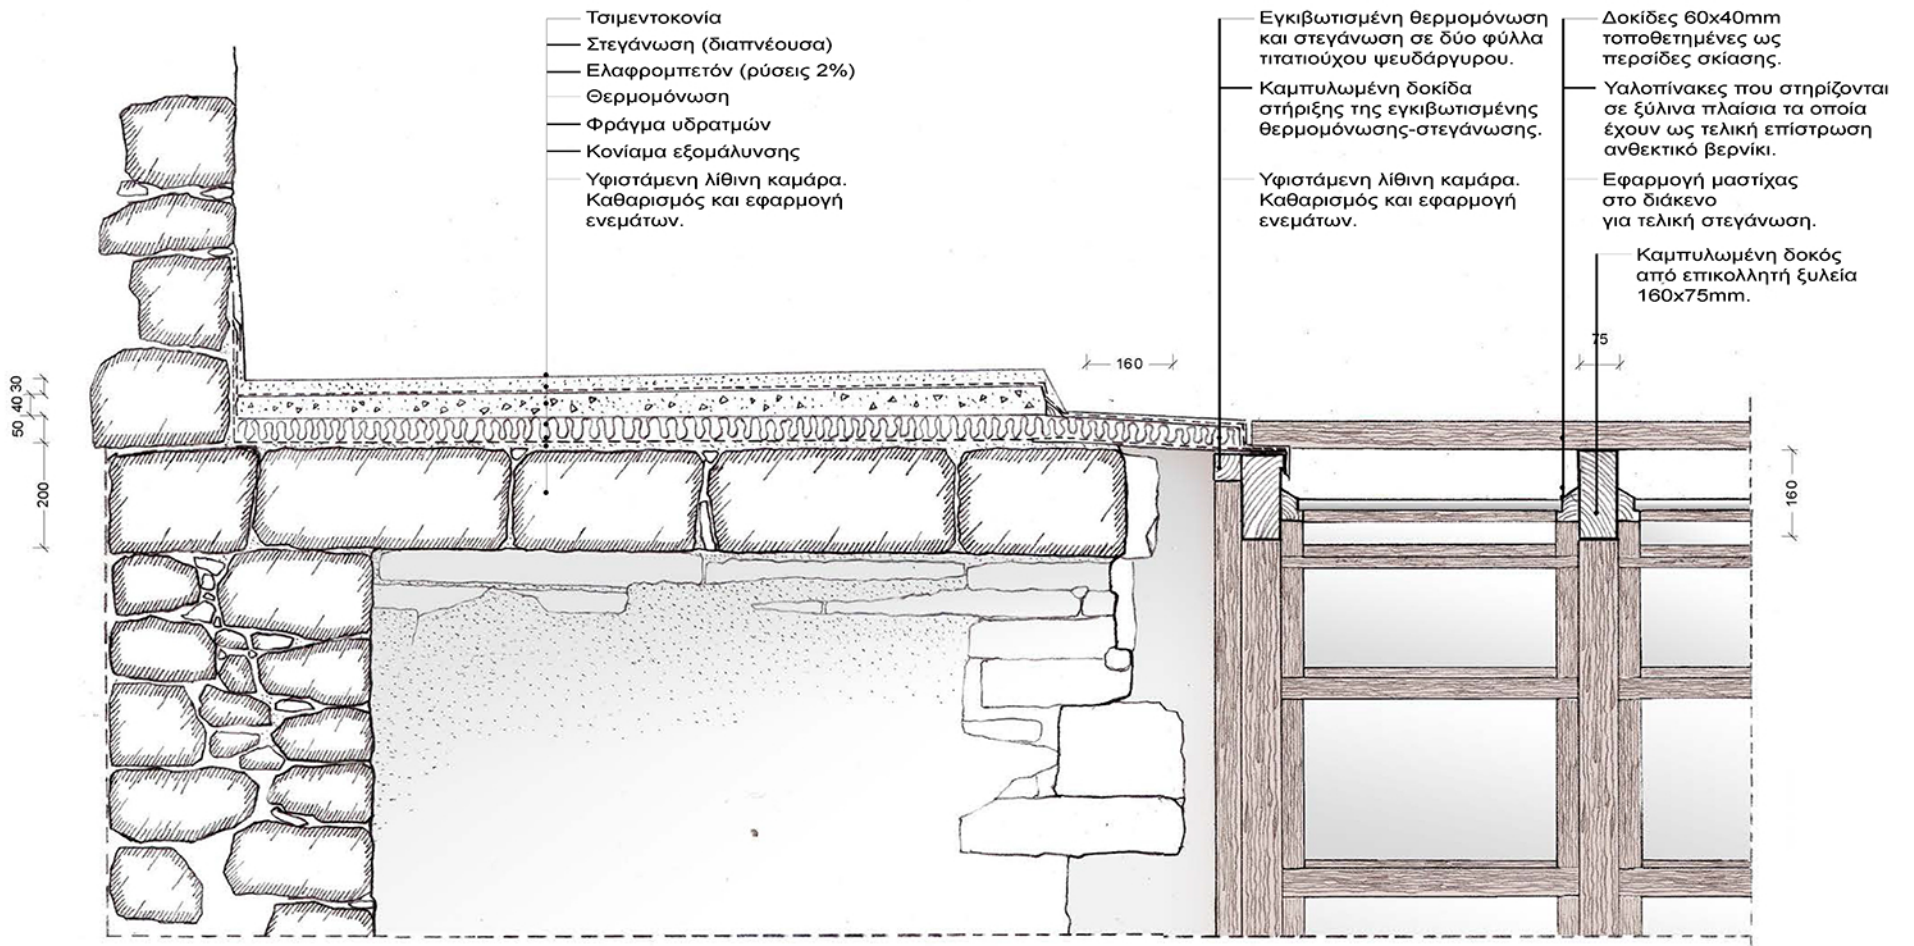 Τσιμεντοκονία
Στεγάνωση (διαπνέουσα)
Ελαφρομπετόν (ρύσεις 2%)
Θερμομόνωση
Φράγμα υδρατμών
Κονίαμα εξομάλυνσης
Υφιστάμενη λίθινη καμάρα.
Καθαρισμός και εφαρμογή
ενεμάτων.
Εγκιβωτισμένη θερμομόνωση
και στεγάνωση σε δύο φύλλα
τιτατιούχου ψευδάργυρου.
Καμπυλωμένη δοκίδα
στήριξης της εγκιβωτισμένης
θερμομόνωσης-στεγάνωσης.
Υφιστάμενη λίθινη καμάρα.
Καθαρισμός και εφαρμογή
ενεμάτων.
Δοκίδες 60x40mm
τοποθετημένες ως
περσίδες σκίασης.
Υαλοπίνακες που στηρίζονται
σε ξύλινα πλαίσια τα οποία
έχουν ως τελική επίστρωση
ανθεκτικό βερνίκι.
Εφαρμογή μαστίχας
στο διάκενο
για τελική στεγάνωση.
Καμπυλωμένη δοκός
από επικολλητή ξυλεία
160x75mm.
75
160
30
40
50
200
160